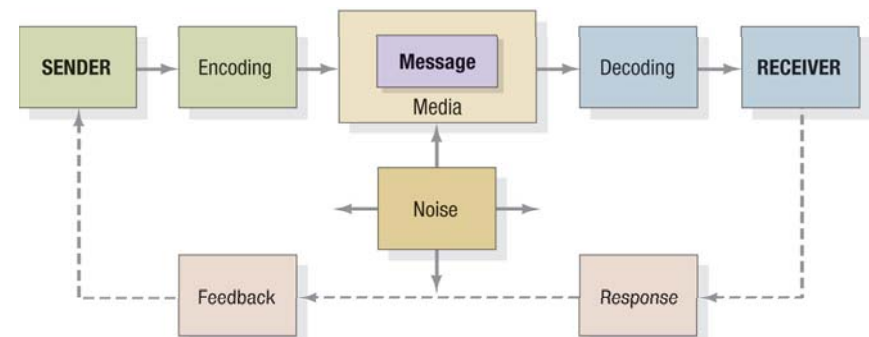 SENDER
Encoding
Message
Media
Decoding
RECEIVER
Noise
Feedback
Response